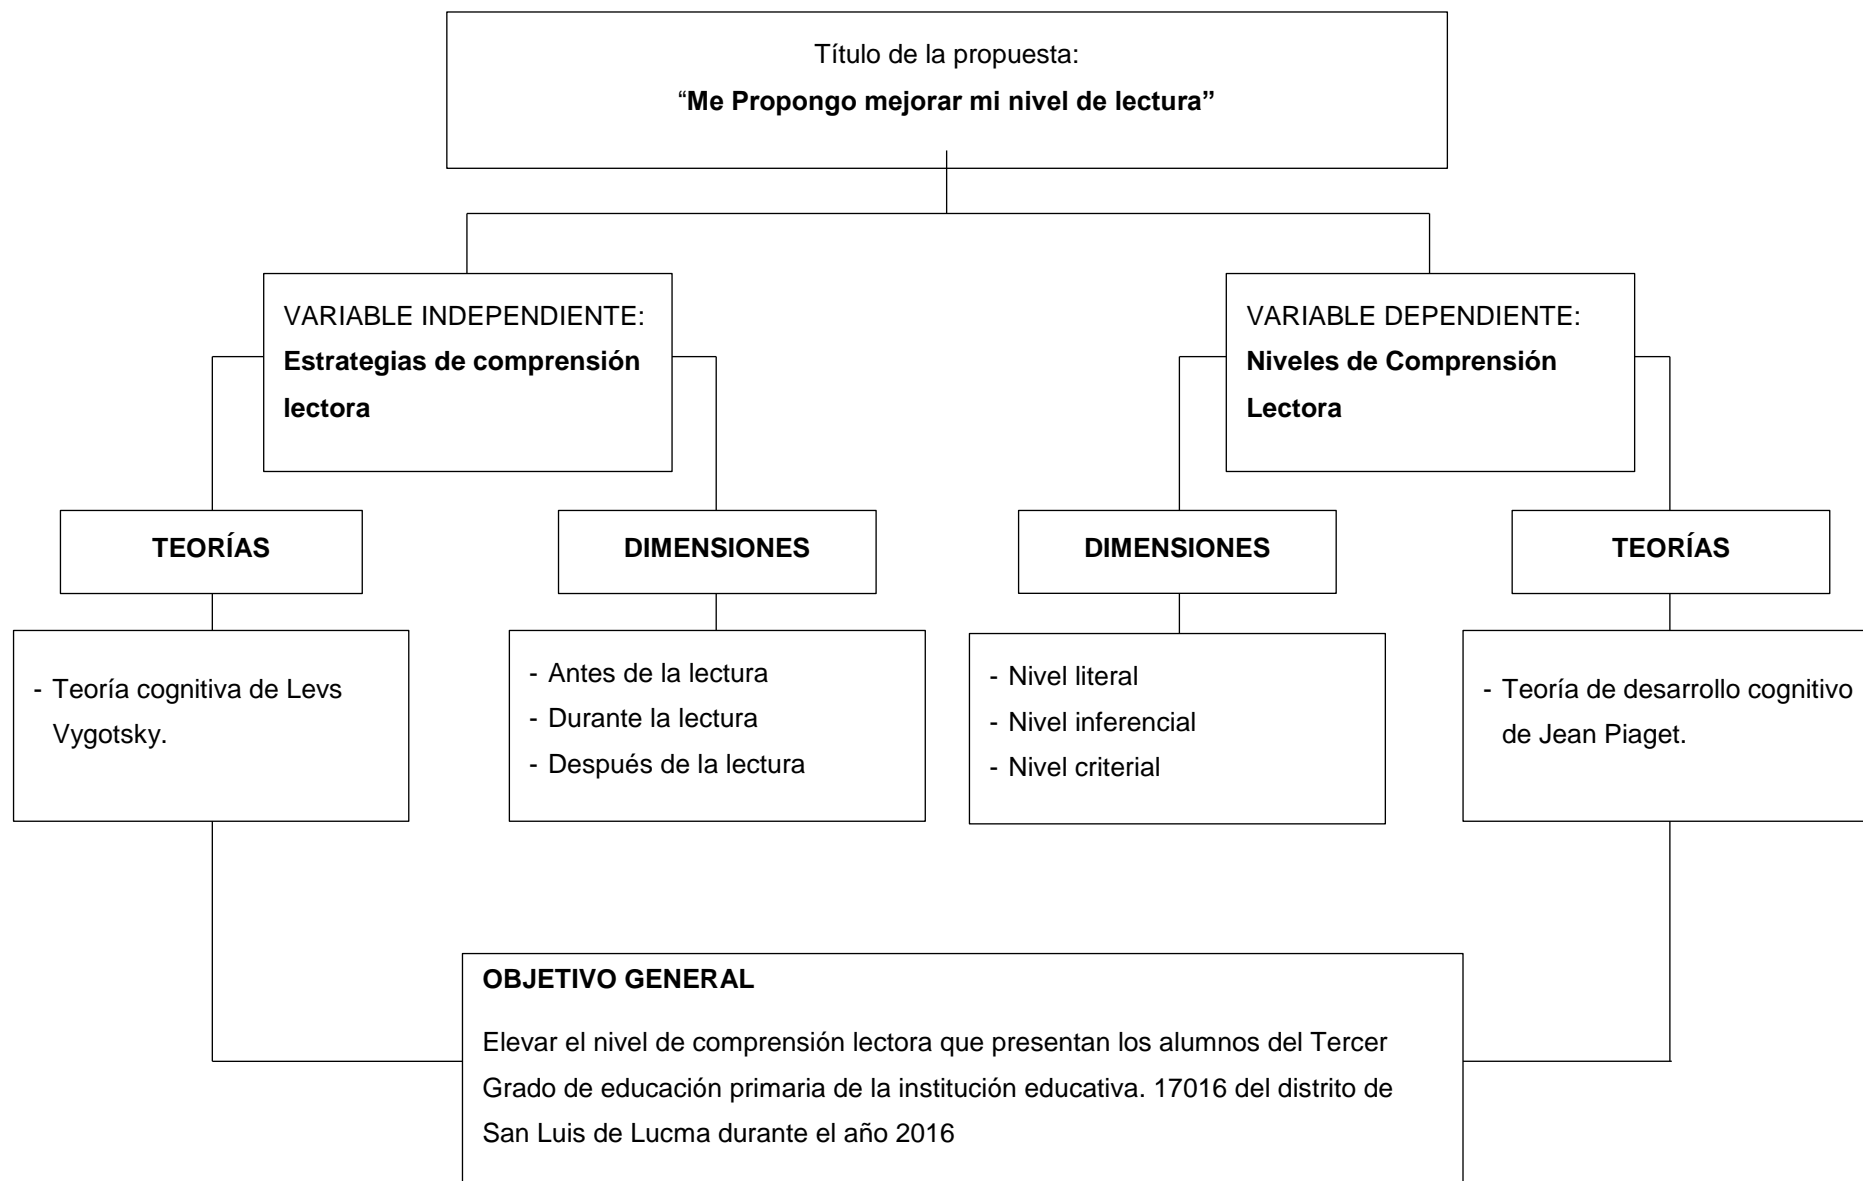 Título de la propuesta:
“Me Propongo mejorar mi nivel de lectura”
VARIABLE INDEPENDIENTE:
Estrategias de comprensión
lectora
VARIABLE DEPENDIENTE:
Niveles de Comprensión
Lectora
TEORÍAS
DIMENSIONES
DIMENSIONES
TEORÍAS
- Teoría cognitiva de Levs
Vygotsky.
- Antes de la lectura
- Durante la lectura
- Después de la lectura
- Nivel literal
- Nivel inferencial
- Nivel criterial
- Teoría de desarrollo cognitivo
de Jean Piaget.
OBJETIVO GENERAL
Elevar el nivel de comprensión lectora que presentan los alumnos del Tercer
Grado de educación primaria de la institución educativa. 17016 del distrito de
San Luis de Lucma durante el año 2016